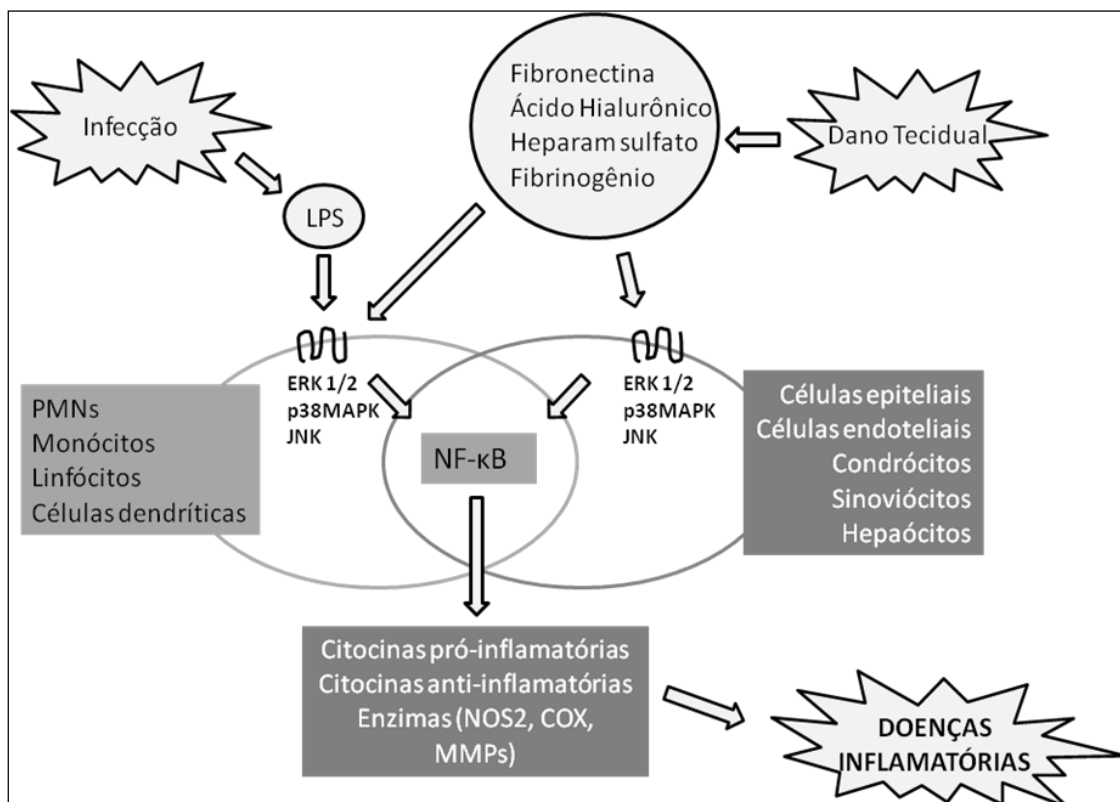 Infecção
Fibronectina
Ácido Hialurônico
Heparam sulfato
Fibrinogênio
Dano Tecidual
LPS
ERK 1/2
p38MAPK
JNK
ERK 1/2
p38MAPK
JNK
PMNs
Monócitos
Linfócitos
Células dendríticas
NF-κB
Células epiteliais
Células endoteliais
Condrócitos
Sinoviócitos
Hepaócitos
Citocinas pró-inflamatórias
Citocinas anti-inflamatórias
Enzimas (NOS2, COX,
MMPs)
DOENÇAS
INFLAMATÓRIAS